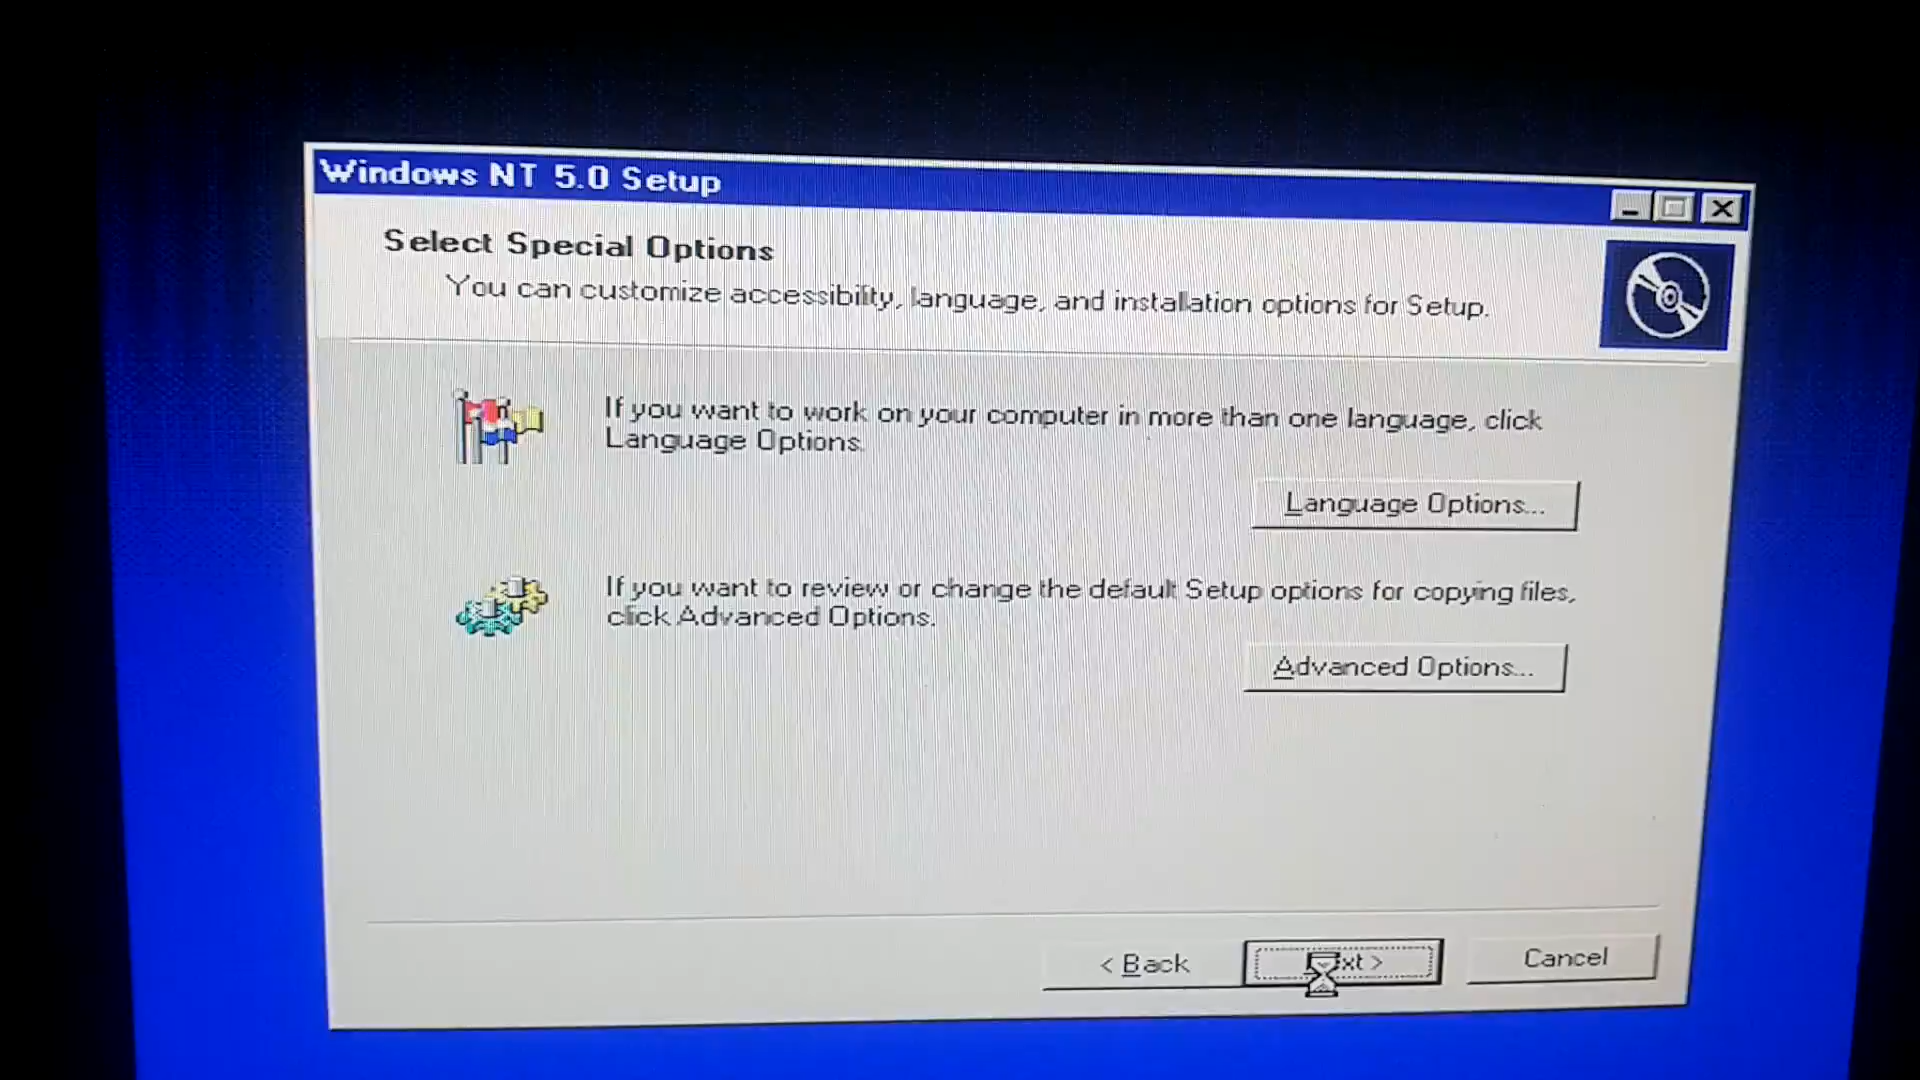 Windows NT 5.0 Setup
Select Special Options
You can customize accessibility, language, and installation options for Setup.
If you want to work on your computer in more than one language, click
Language Options.
Language Options...
If you want to review or change the default Setup options for copying files,
click Advanced Options.
Advanced Options...
< Back
xt >
Cancel